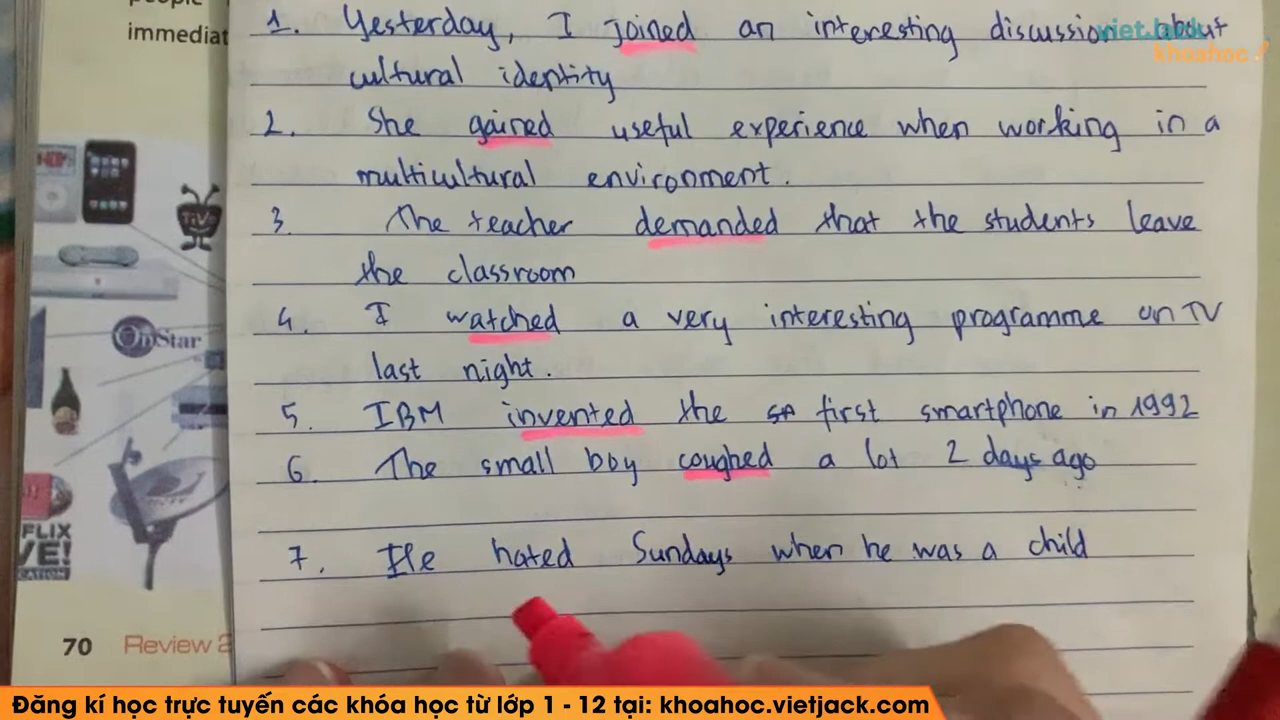 immediat
1. Yesterday, I joined an interesting discussion about
cultural identity
2. She gained useful experience when working in a
multicultural environment.
3. The teacher demanded that the students leave
the classroom
4. I watched a very interesting programme on TV
last night.
5. IBM invented the first smartphone in 1992
6. The small boy coughed a lot 2 days ago
7. He hated Sundays when he was a child
TiVo
OnStar
FLIX
VE!
70 Review 2
khoahoc
Đăng kí học trực tuyến các khóa học từ lớp 1 - 12 tại: khoahoc.vietjack.com